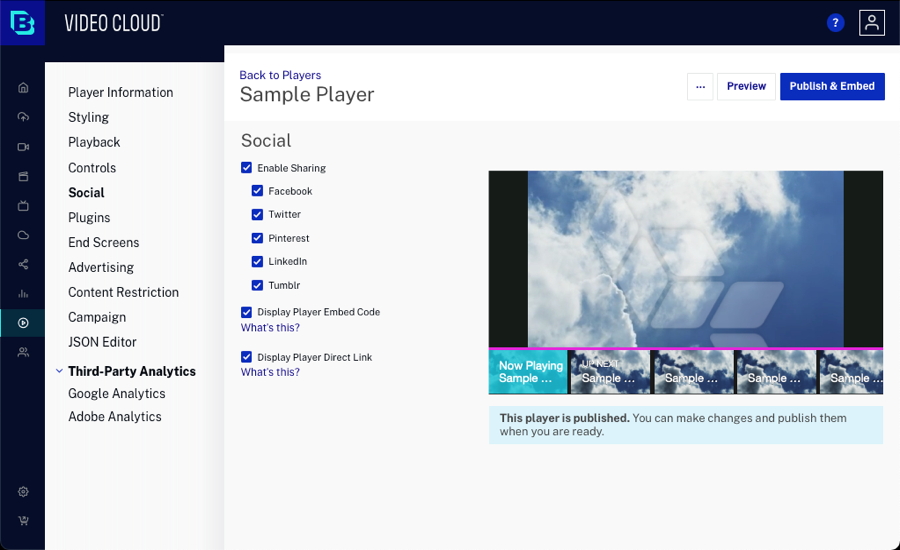 VIDEO CLOUD™
?
Back to Players
Sample Player
...
Preview
Publish & Embed
Player Information
Styling
Playback
Controls
Social
Plugins
End Screens
Advertising
Content Restriction
Campaign
JSON Editor
Third-Party Analytics
Google Analytics
Adobe Analytics
Social
Enable Sharing
Facebook
Twitter
Pinterest
LinkedIn
Tumblr
Display Player Embed Code
What's this?
Display Player Direct Link
What's this?
Now Playing
Sample ...
UP NEXT
Sample ...
Sample ...
Sample ...
Sample ...
This player is published. You can make changes and publish them
when you are ready.